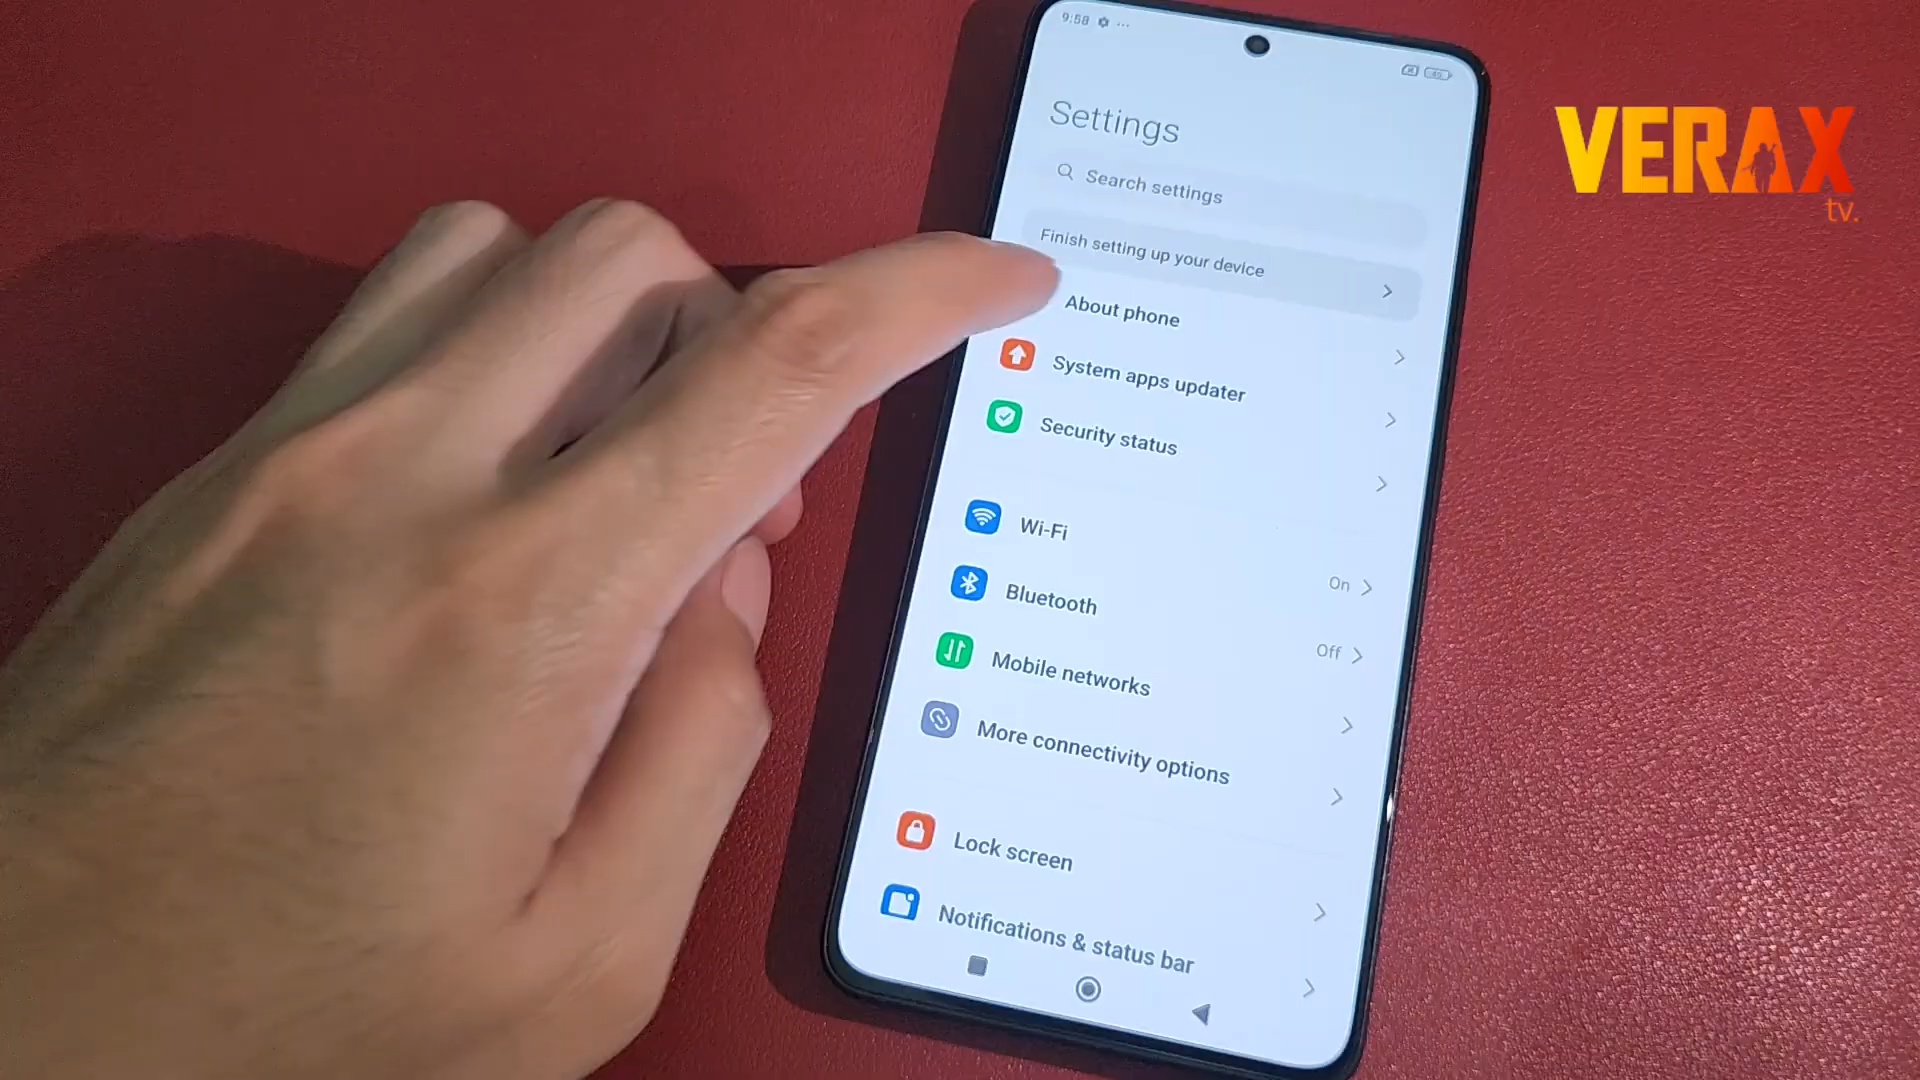 9:58
VERAX
tv.
Settings
Search settings
Finish setting up your device
About phone
System apps updater
Security status
Wi-Fi
On
Bluetooth
Off
Mobile networks
More connectivity options
Lock screen
Notifications & status bar